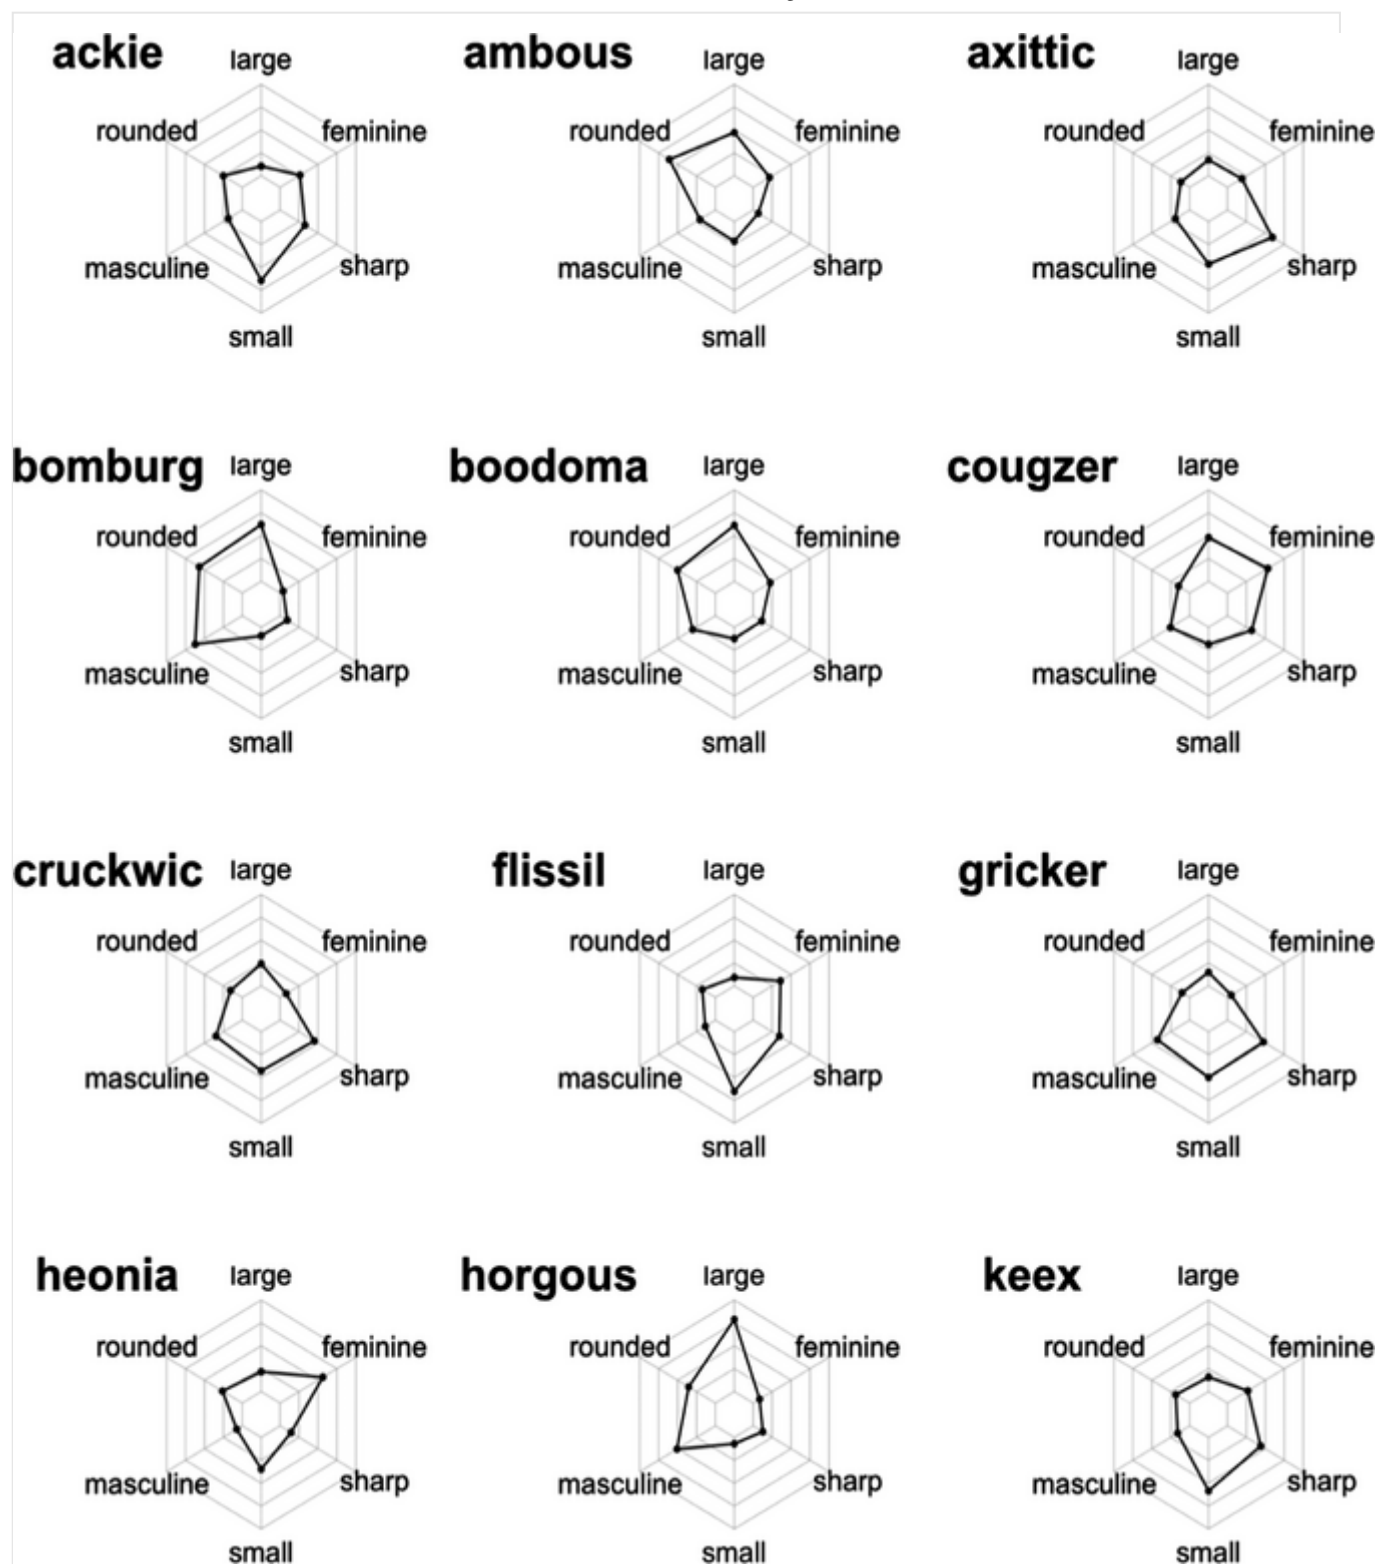 ackie large ambous large axittic large
rounded feminine rounded feminine rounded feminine
masculine sharp masculine sharp masculine sharp
small small small
bomburg large boodoma large cougzer large
rounded feminine rounded feminine rounded feminine
masculine sharp masculine sharp masculine sharp
small small small
cruckwic large flissil large gricker large
rounded feminine rounded feminine rounded feminine
masculine sharp masculine sharp masculine sharp
small small small
heonia large horgous large keex large
rounded feminine rounded feminine rounded feminine
masculine sharp masculine sharp masculine sharp
small small small